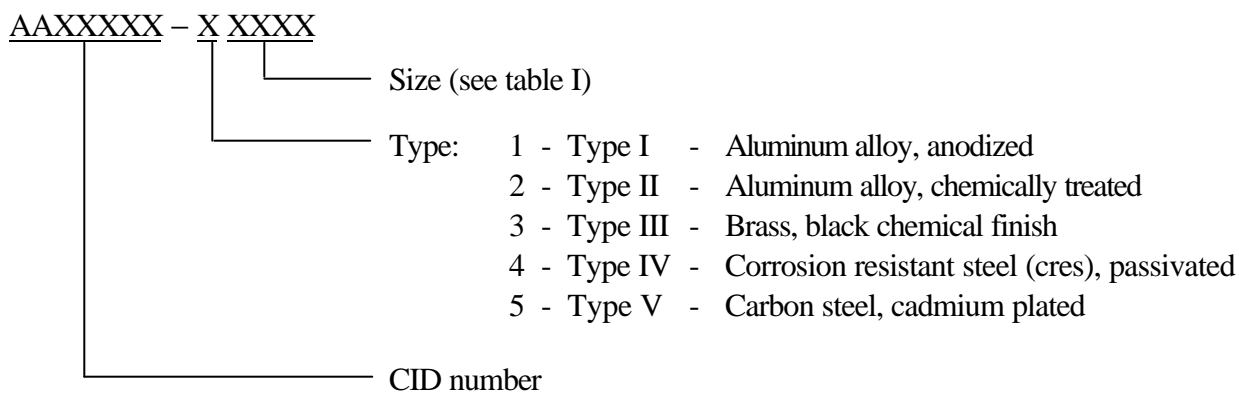 AAXXXXX – X XXXX
Size (see table I)
Type: 1 - Type I - Aluminum alloy, anodized
2 - Type II - Aluminum alloy, chemically treated
3 - Type III - Brass, black chemical finish
4 - Type IV - Corrosion resistant steel (cres), passivated
5 - Type V - Carbon steel, cadmium plated
CID number